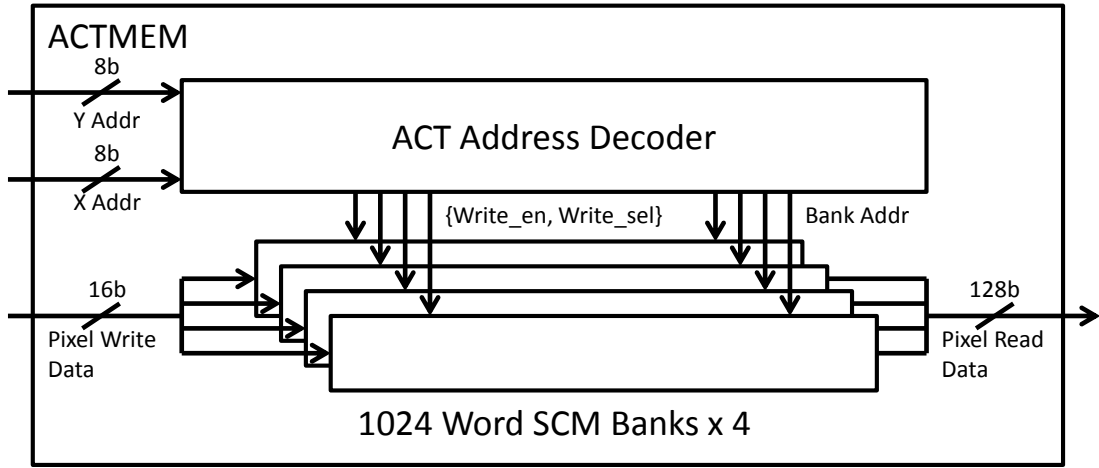 ACTMEM
8b
Y Addr
ACT Address Decoder
8b
X Addr
{Write_en, Write_sel}
Bank Addr
16b
Pixel Write
Data
128b
Pixel Read
Data
1024 Word SCM Banks x 4